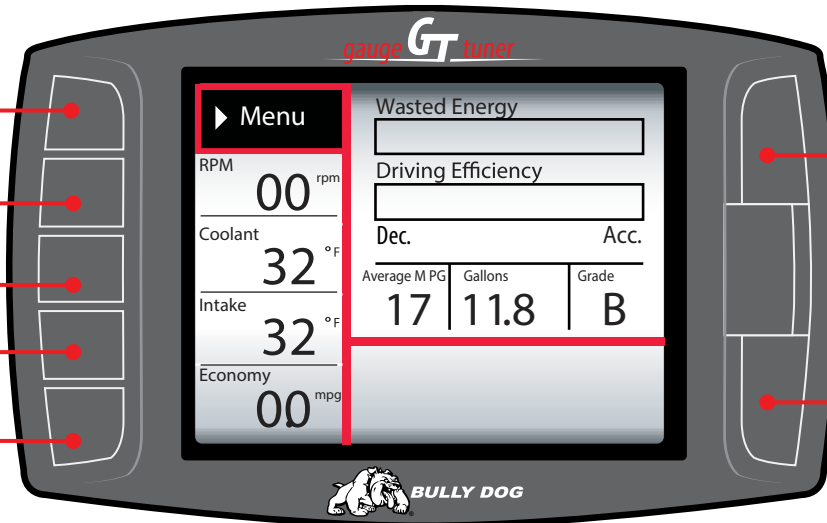 gauge GT tuner
Menu
RPM
00 rpm
Coolant
32 °F
Intake
32 °F
Economy
0.0 mpg
Wasted Energy
Driving Efficiency
Dec. Acc.
Average M PG Gallons Grade
17 11.8 B
BULLY DOG